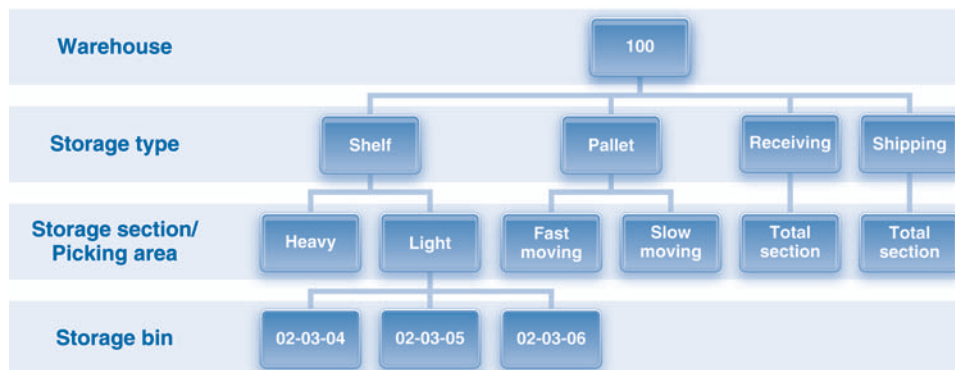 Warehouse
100
Storage type
Shelf
Pallet
Receiving
Shipping
Storage section/
Picking area
Heavy
Light
Fast
moving
Slow
moving
Total
section
Total
section
Storage bin
02-03-04
02-03-05
02-03-06